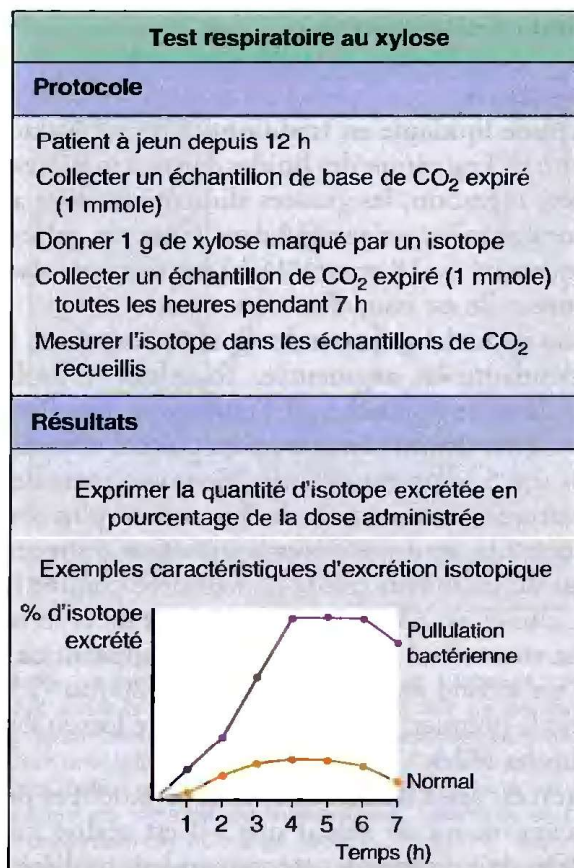 Test respiratoire au xylose
Protocole
Patient à jeun depuis 12 h
Collecter un échantillon de base de CO₂ expiré
(1 mmole)
Donner 1 g de xylose marqué par un isotope
Collecter un échantillon de CO₂ expiré (1 mmole)
toutes les heures pendant 7 h
Mesurer l'isotope dans les échantillons de CO₂
recueillis
Résultats
Exprimer la quantité d'isotope excrétée en
pourcentage de la dose administrée
Exemples caractéristiques d'excrétion isotopique
% d'isotope
excrété
Pullulation
bactérienne
Normal
1 2 3 4 5 6 7
Temps (h)